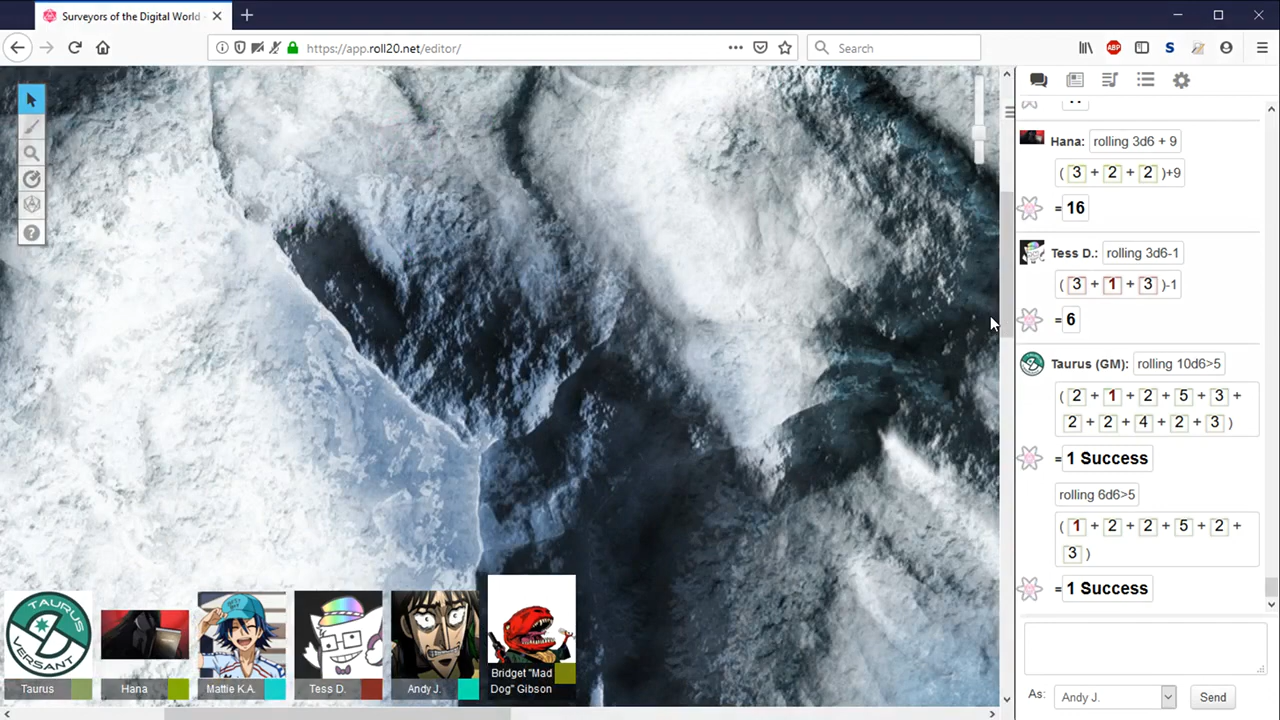 Surveyors of the Digital World
https://app.roll20.net/editor/
Search
ABP
S
Hana: rolling 3d6 + 9
( 3 + 2 + 2 )+9
= 16
Tess D.: rolling 3d6-1
( 3 + 1 + 3 )-1
= 6
Taurus (GM): rolling 10d6>5
( 2 + 1 + 2 + 5 + 3 +
2 + 2 + 4 + 2 + 3 )
= 1 Success
rolling 6d6>5
( 1 + 2 + 2 + 5 + 2 +
3 )
= 1 Success
TAURUS
VERSANT
Taurus
Hana
Mattie K.A.
Tess D.
Andy J.
Bridget "Mad
Dog" Gibson
As: Andy J. Send